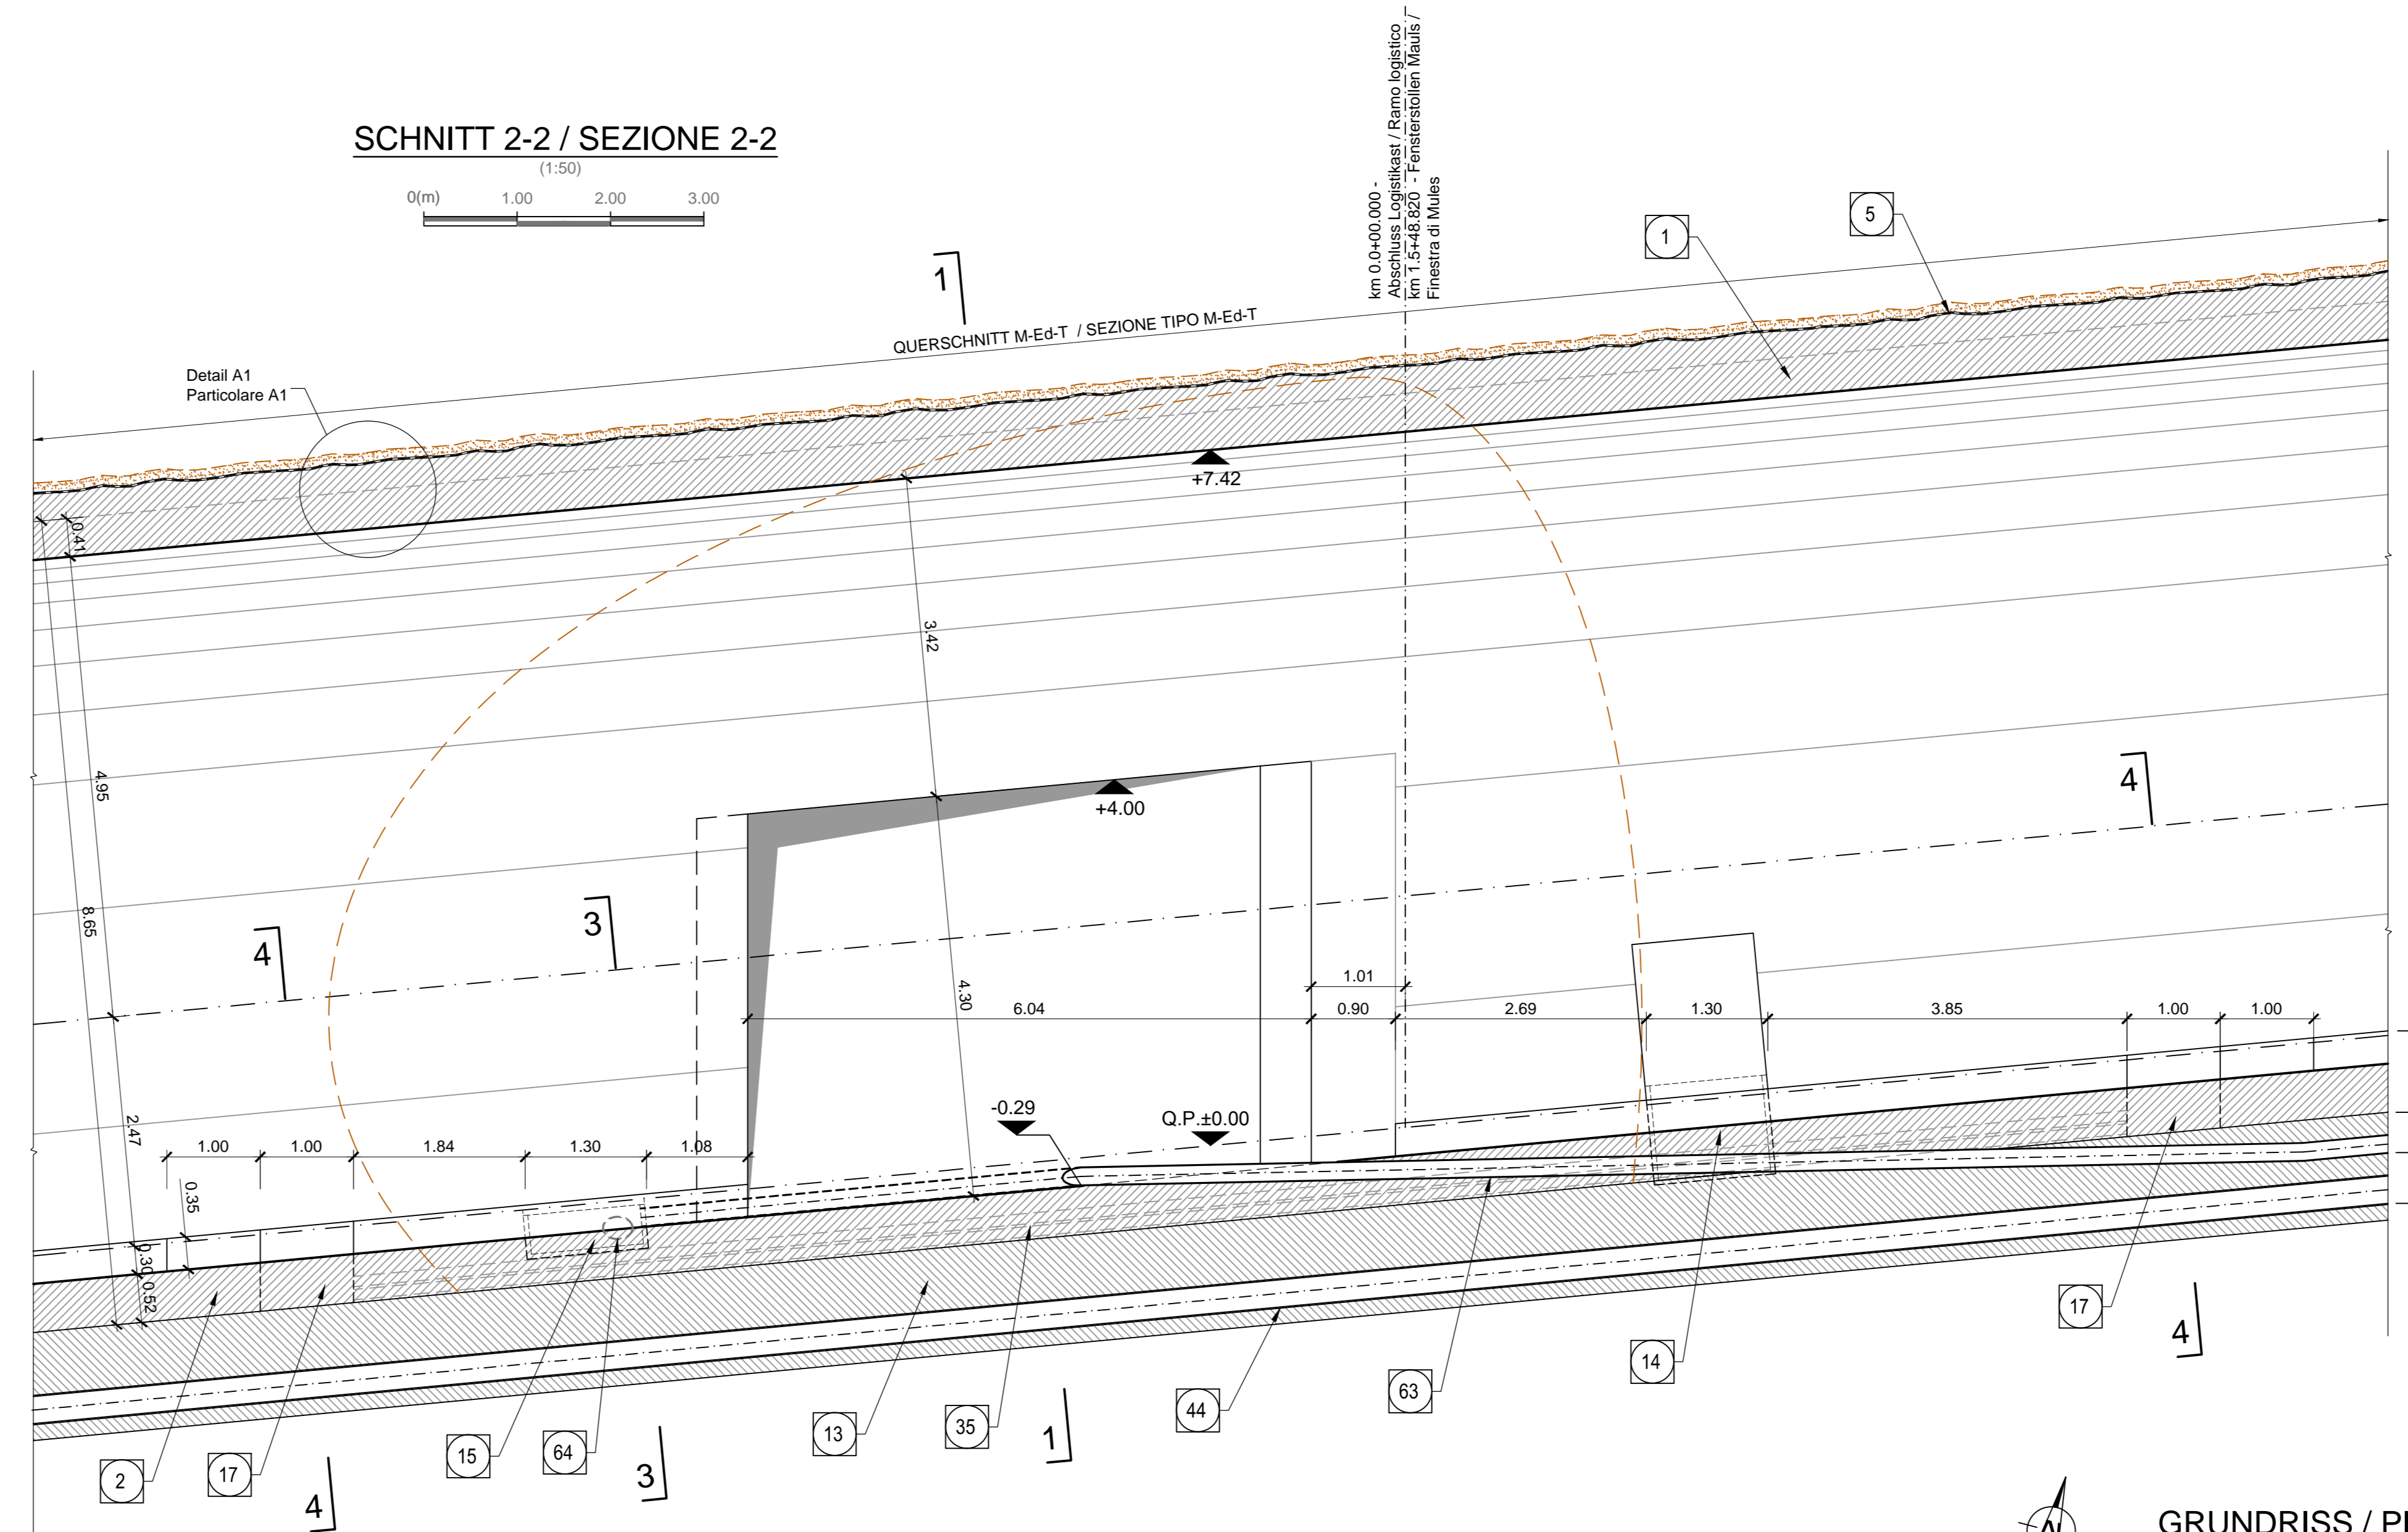 SCHNITT 2-2 / SEZIONE 2-2
(1:50)
0(m) 1.00 2.00 3.00
km 0.0+00.000 -
Abschluss Logistikast / Ramo logistico
km 1.5+48.820 - Fensterstollen Mauls /
Finestra di Mules
1
5
1
QUERSCHNITT M-Ed-T / SEZIONE TIPO M-Ed-T
Detail A1
Particolare A1
+7.42
0.41
3.42
4.95
+4.00
4
8.65
3
4
4.30
1.01
6.04 0.90 2.69 1.30 3.85 1.00 1.00
-0.29
Q.P.±0.00
2.47
1.00 1.00 1.84 1.30 1.08
0.35
0.30
0.52
17
14
4
63
44
35
13
1
15
64
3
2
17
4
N
GRUNDRISS / P